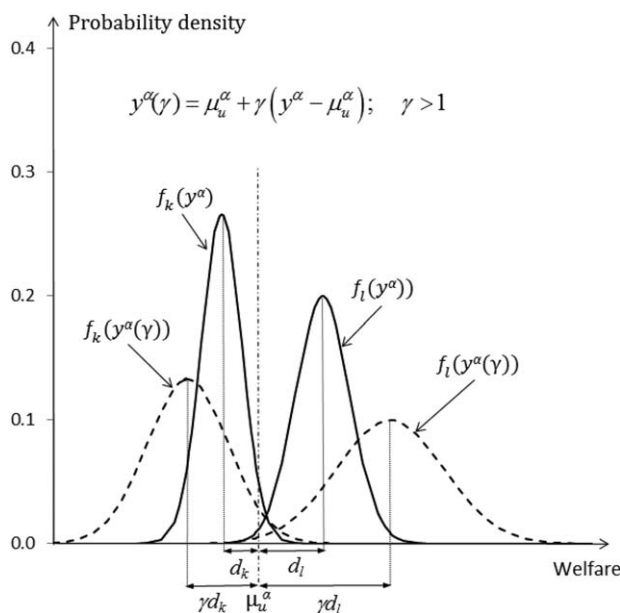 Probability density
0.4
y^α(γ) = μ_u^α + γ(y^α − μ_u^α);    γ > 1
0.3
f_k(y^α)
f_l(y^α))
0.2
f_k(y^α(γ))
f_l(y^α(γ))
0.1
0.0
d_k d_l
Welfare
γd_k μ_u^α γd_l